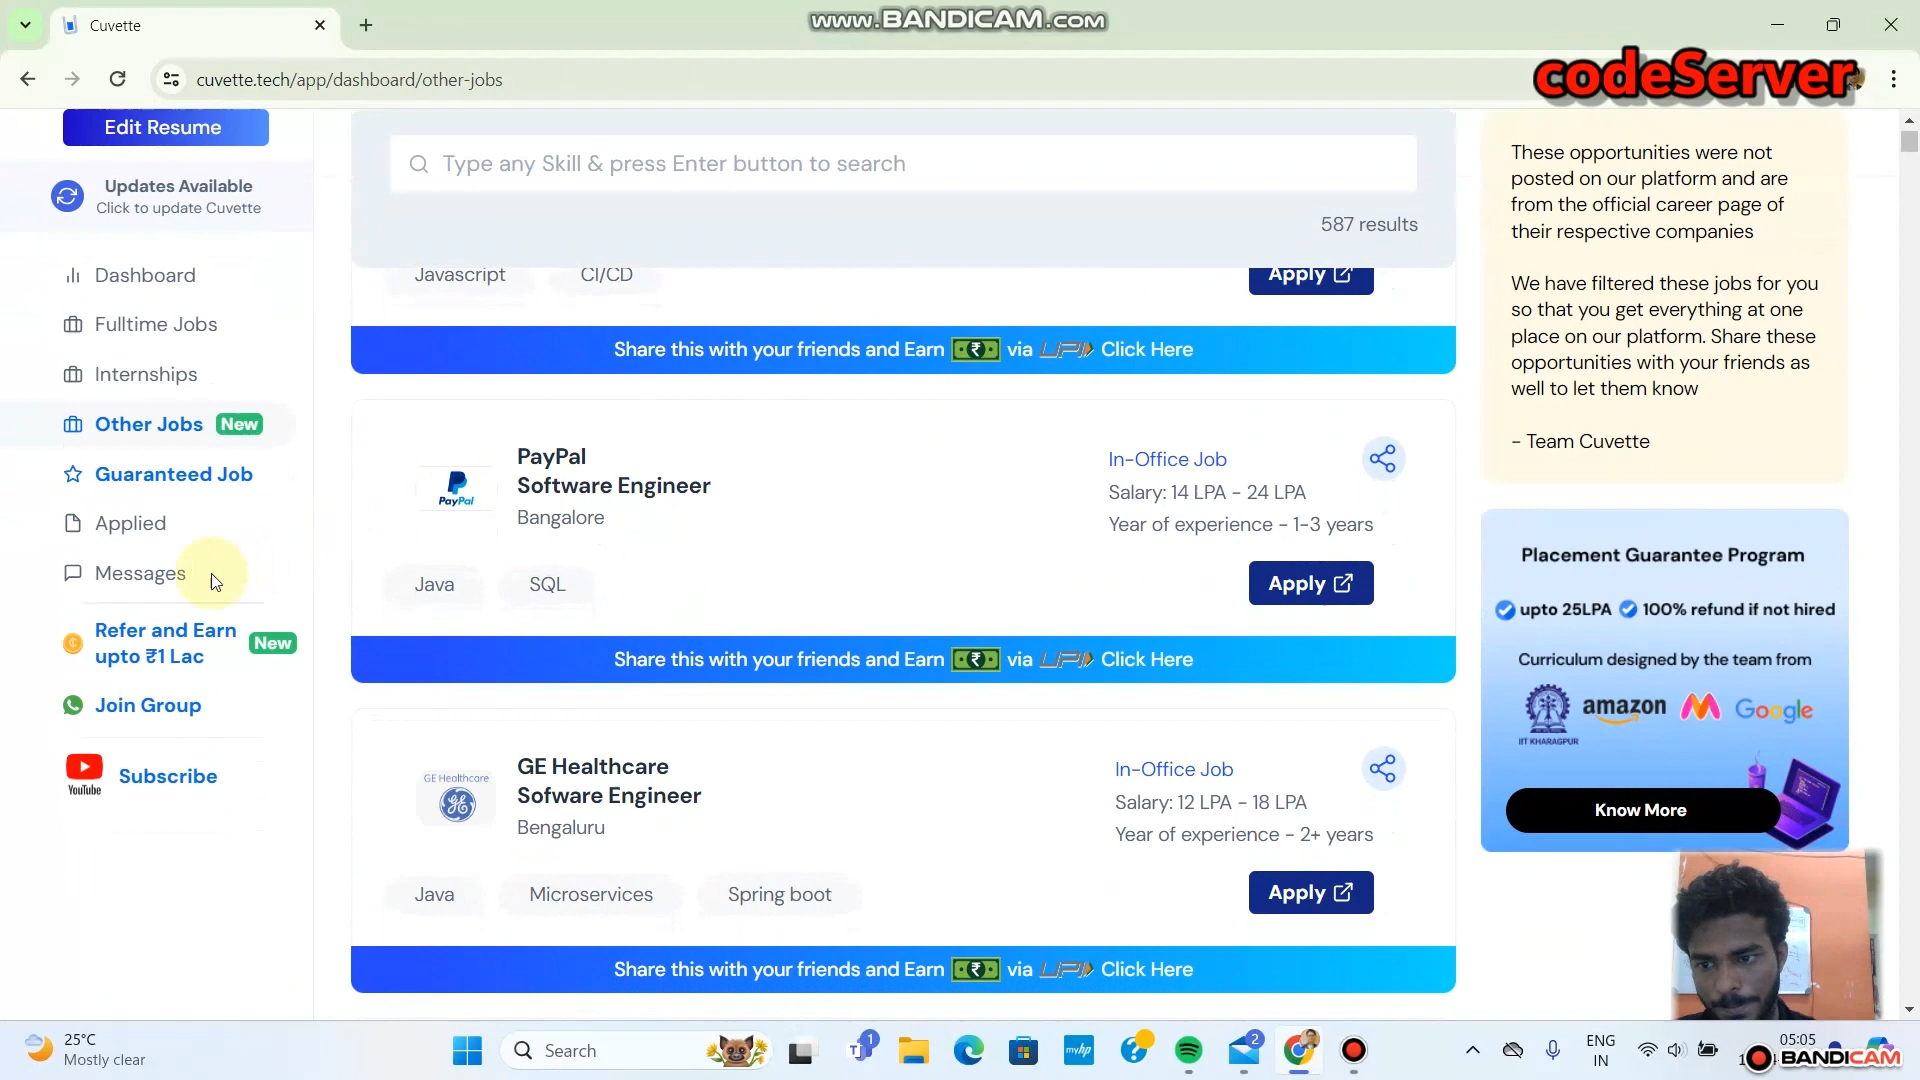 Cuvette
www.BANDICAM.com
cuvette.tech/app/dashboard/other-jobs
codeServer
Edit Resume
Updates Available
Click to update Cuvette
Dashboard
Fulltime Jobs
Internships
Other Jobs New
Guaranteed Job
Applied
Messages
Refer and Earn
upto ₹1 Lac
New
Join Group
YouTube
Subscribe
Type any Skill & press Enter button to search
587 results
Javascript CI/CD
Apply
Share this with your friends and Earn ₹ via UPI Click Here
PayPal
PayPal
Software Engineer
Bangalore
In-Office Job
Salary: 14 LPA - 24 LPA
Year of experience - 1-3 years
Java SQL
Apply
Share this with your friends and Earn ₹ via UPI Click Here
GE Healthcare
GE Healthcare
Sofware Engineer
Bengaluru
In-Office Job
Salary: 12 LPA - 18 LPA
Year of experience - 2+ years
Java Microservices Spring boot
Apply
Share this with your friends and Earn ₹ via UPI Click Here
These opportunities were not
posted on our platform and are
from the official career page of
their respective companies
We have filtered these jobs for you
so that you get everything at one
place on our platform. Share these
opportunities with your friends as
well to let them know
- Team Cuvette
Placement Guarantee Program
upto 25LPA 100% refund if not hired
Curriculum designed by the team from
IIT KHARAGPUR
amazon
Google
Know More
25°C
Mostly clear
Search
1
myhp
2
ENG
IN
05:05
BANDICAM